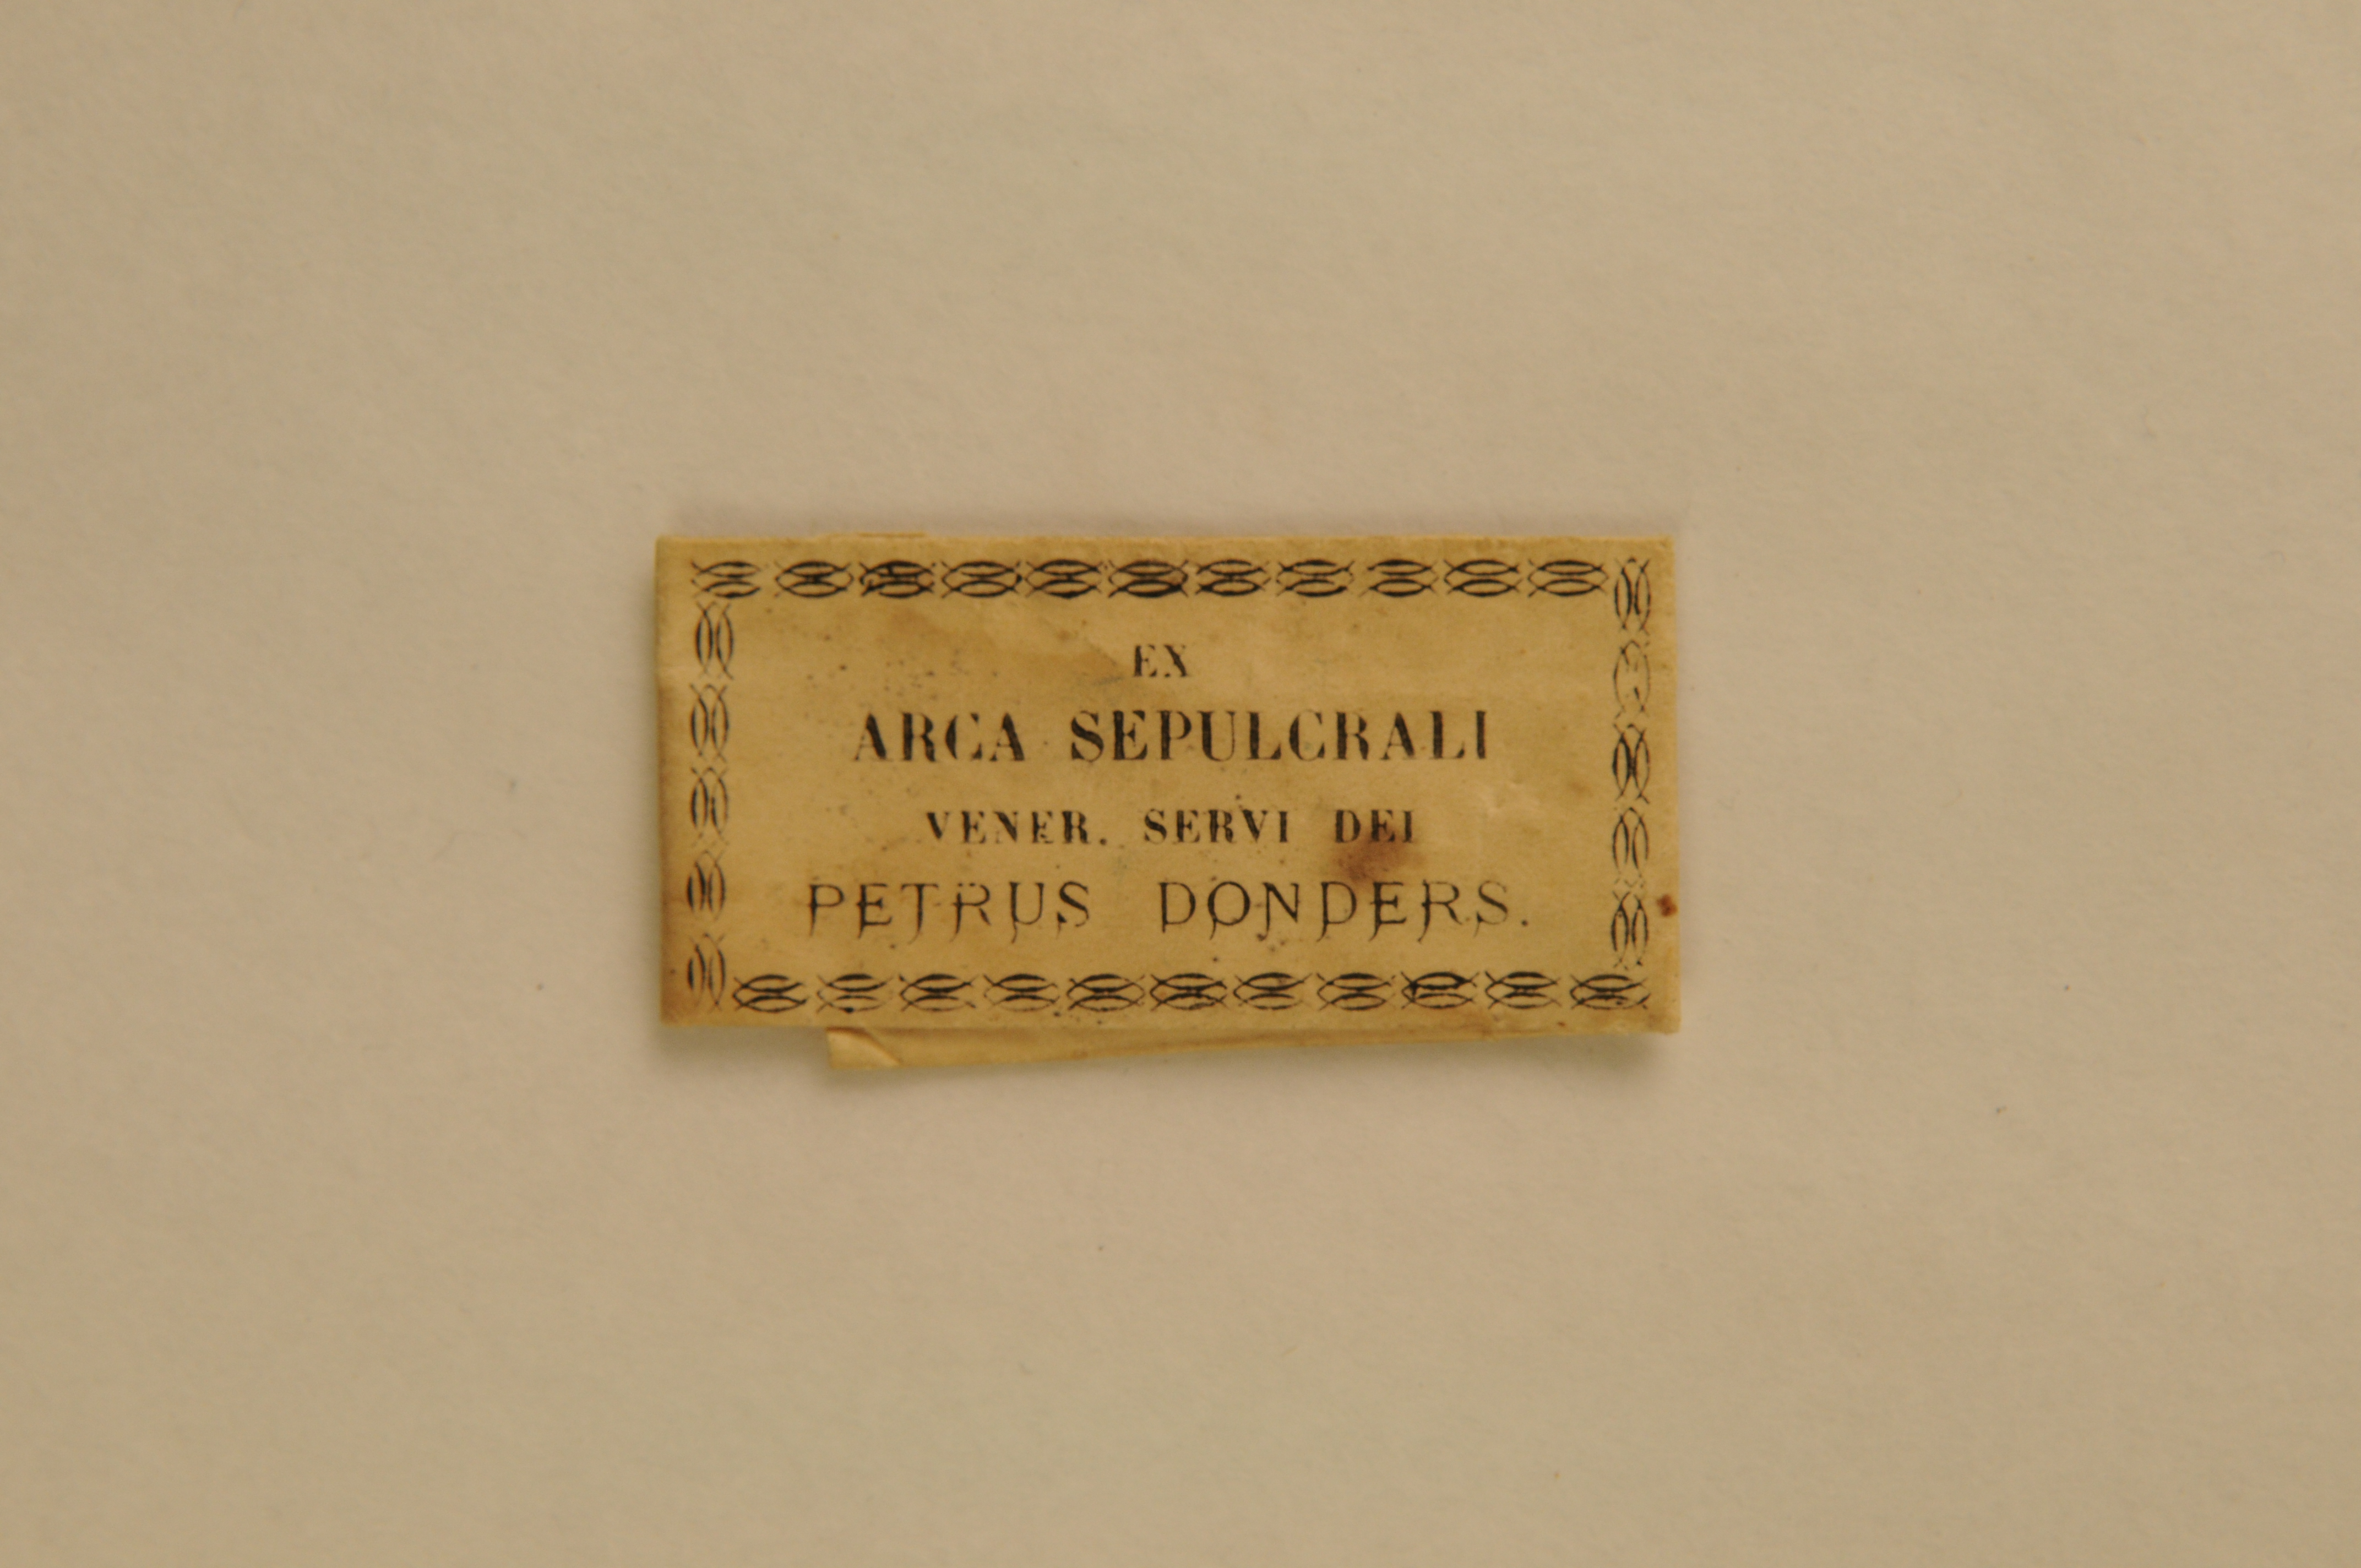 EX
ARCA SEPULCRALI
VENER. SERVI DEI
PETRUS DONDERS.